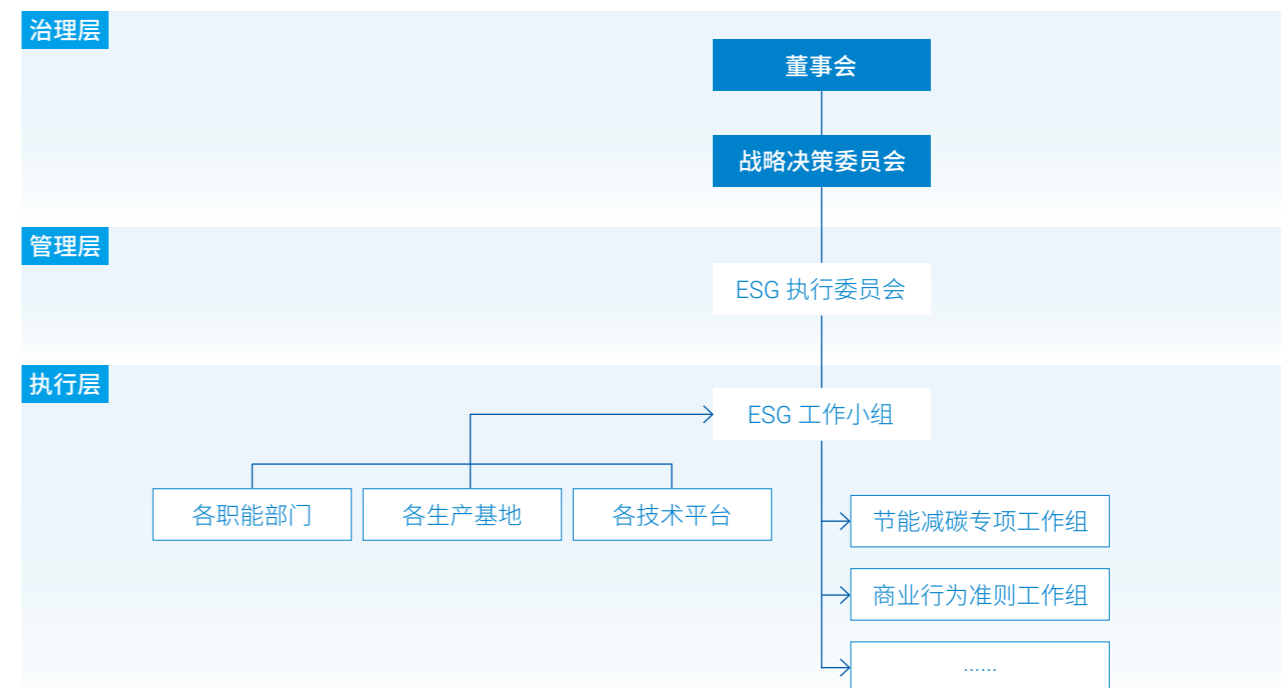 治理层
董事会
战略决策委员会
管理层
ESG 执行委员会
执行层
ESG 工作小组
各职能部门
各生产基地
各技术平台
节能减碳专项工作组
商业行为准则工作组
……